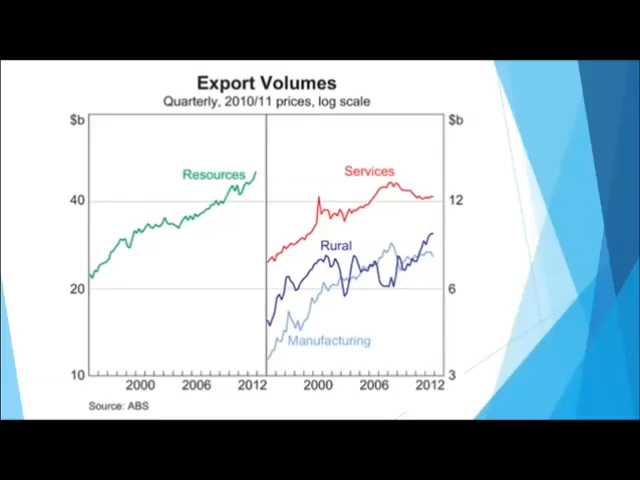 Export Volumes
Quarterly, 2010/11 prices, log scale
$b
$b
Resources
Services
40
12
Rural
20
6
Manufacturing
10
3
2000
2006
2012
2000
2006
2012
Source: ABS